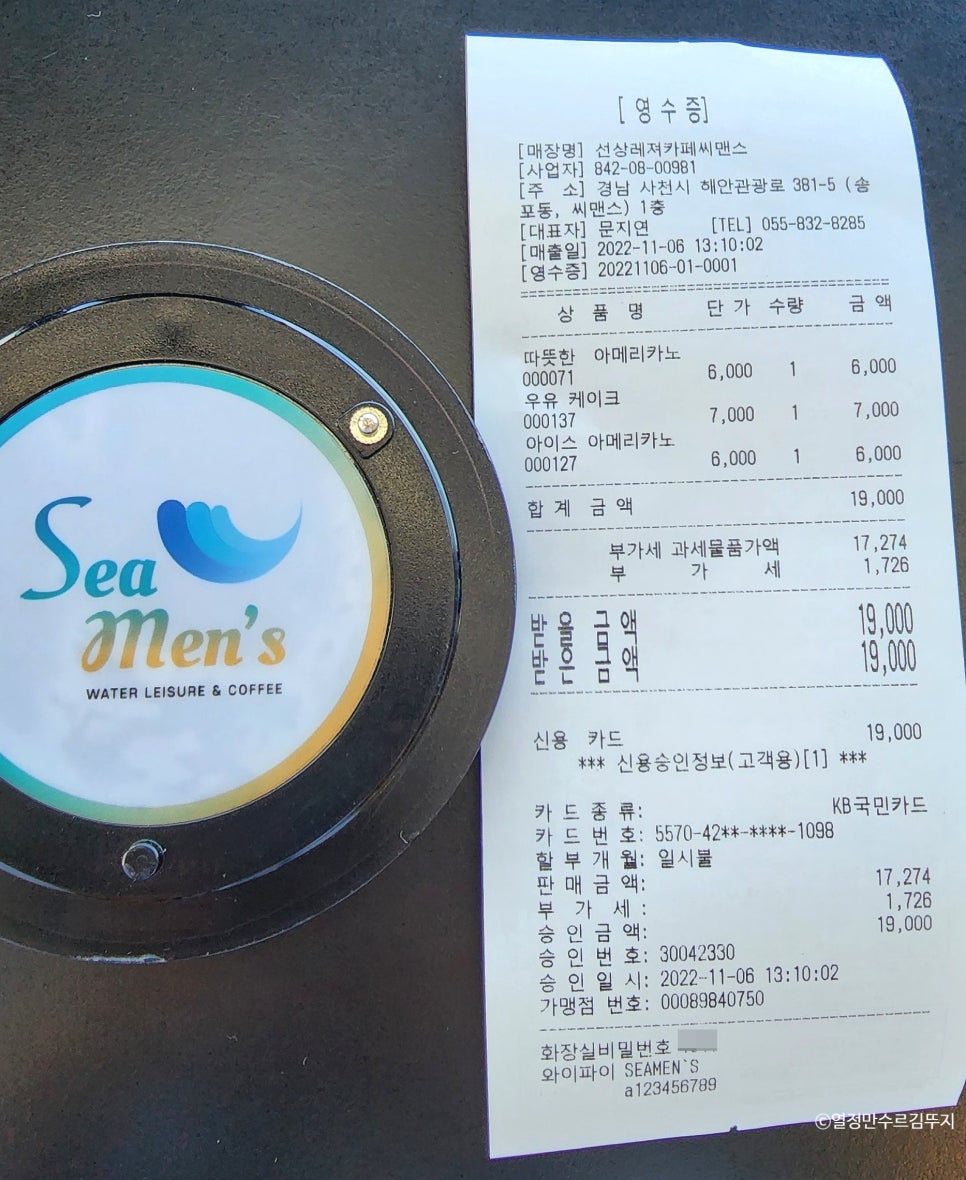 Sea
Men's
WATER LEISURE & COFFEE
[영수증]
[매장명] 선상레져카페씨맨스
[사업자] 842-08-00981
[주 소] 경남 사천시 해안관광로 381-5 (송
포동, 씨맨스) 1층
[대표자] 문지연 [TEL] 055-832-8285
[매출일] 2022-11-06 13:10:02
[영수증] 20221106-01-0001
상 품 명 단 가 수량 금 액
따뜻한 아메리카노
000071 6,000 1 6,000
우유 케이크
000137 7,000 1 7,000
아이스 아메리카노
000127 6,000 1 6,000
합 계 금 액 19,000
부가세 과세물품가액 17,274
부 가 세 1,726
받 을 금 액 19,000
받 은 금 액 19,000
신용 카드 19,000
*** 신용승인정보(고객용)[1] ***
카 드 종 류: KB국민카드
카 드 번 호: 5570-42**-****-1098
할 부 개 월: 일시불
판 매 금 액: 17,274
부 가 세 : 1,726
승 인 금 액: 19,000
승 인 번 호: 30042330
승 인 일 시: 2022-11-06 13:10:02
가맹점 번호: 00089840750
화장실비밀번호
와이파이 SEAMEN`S
a123456789
©열정만수르김뚜지